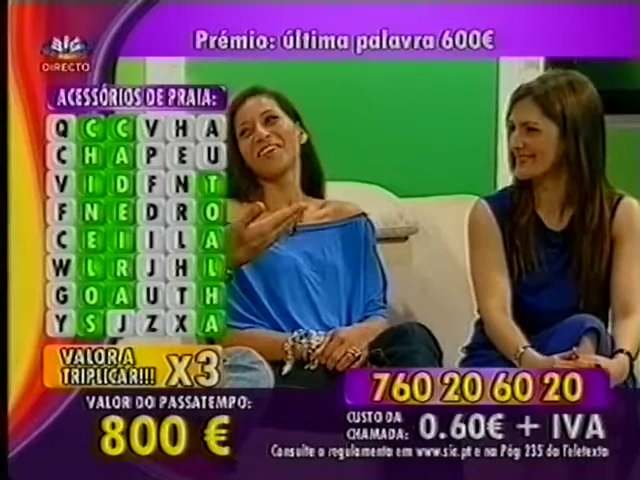 Prémio: última palavra 600€
SIC
DIRECTO
ACESSÓRIOS DE PRAIA:
Q C C V H A
C H A P E U
V I D F N T
F N E D R O
C E I I L A
W L R J H L
G O A U T H
Y S J Z X A
VALOR A
TRIPLICAR!!! X3
VALOR DO PASSATEMPO:
800 €
760 20 60 20
CUSTO DA
CHAMADA: 0.60€ + IVA
Consulte o regulamento em www.sic.pt e na Pág 235 do Teletexto